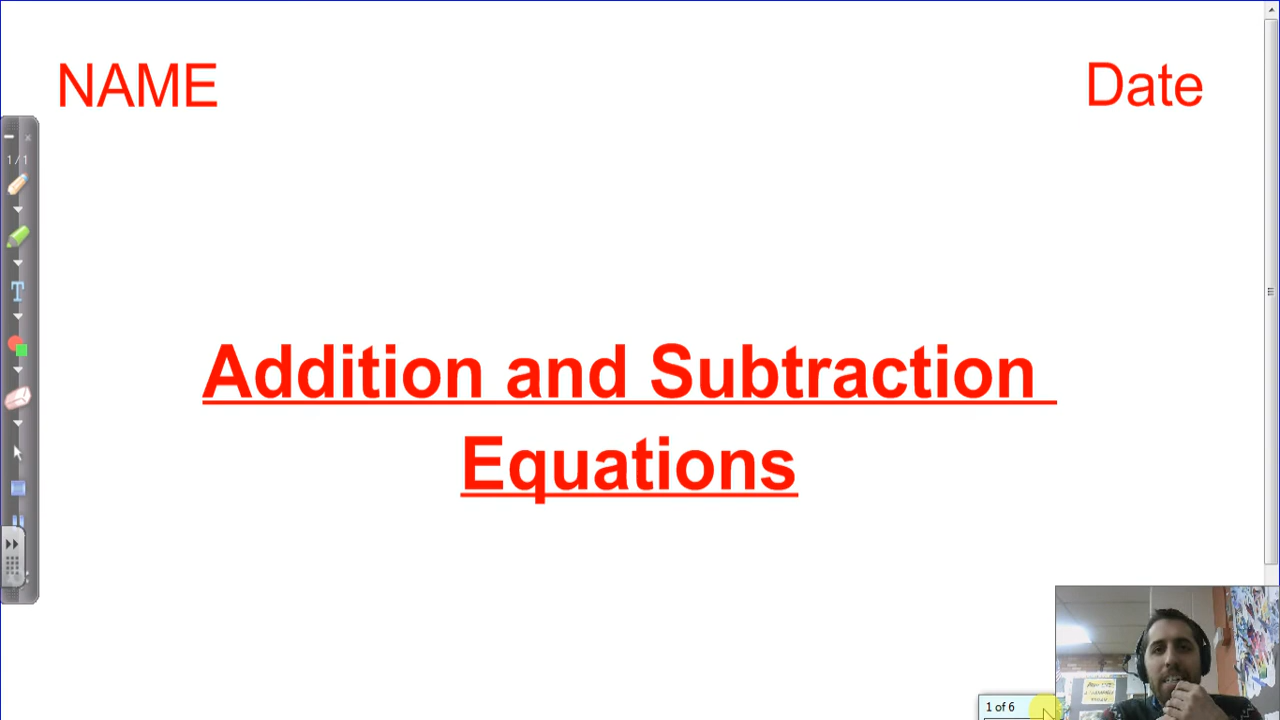 NAME Date
1 / 1
T
Addition and Subtraction
Equations
1 of 6